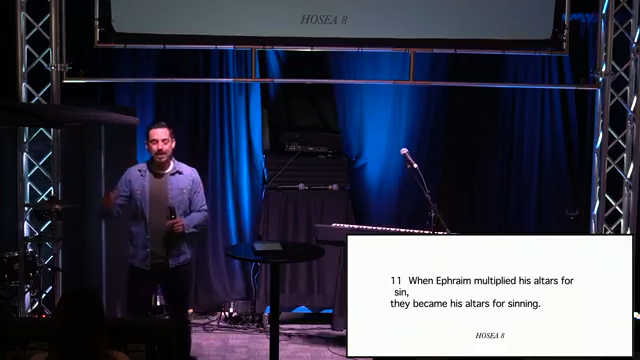 HOSEA 8
11 When Ephraim multiplied his altars for
sin,
they became his altars for sinning.
HOSEA 8